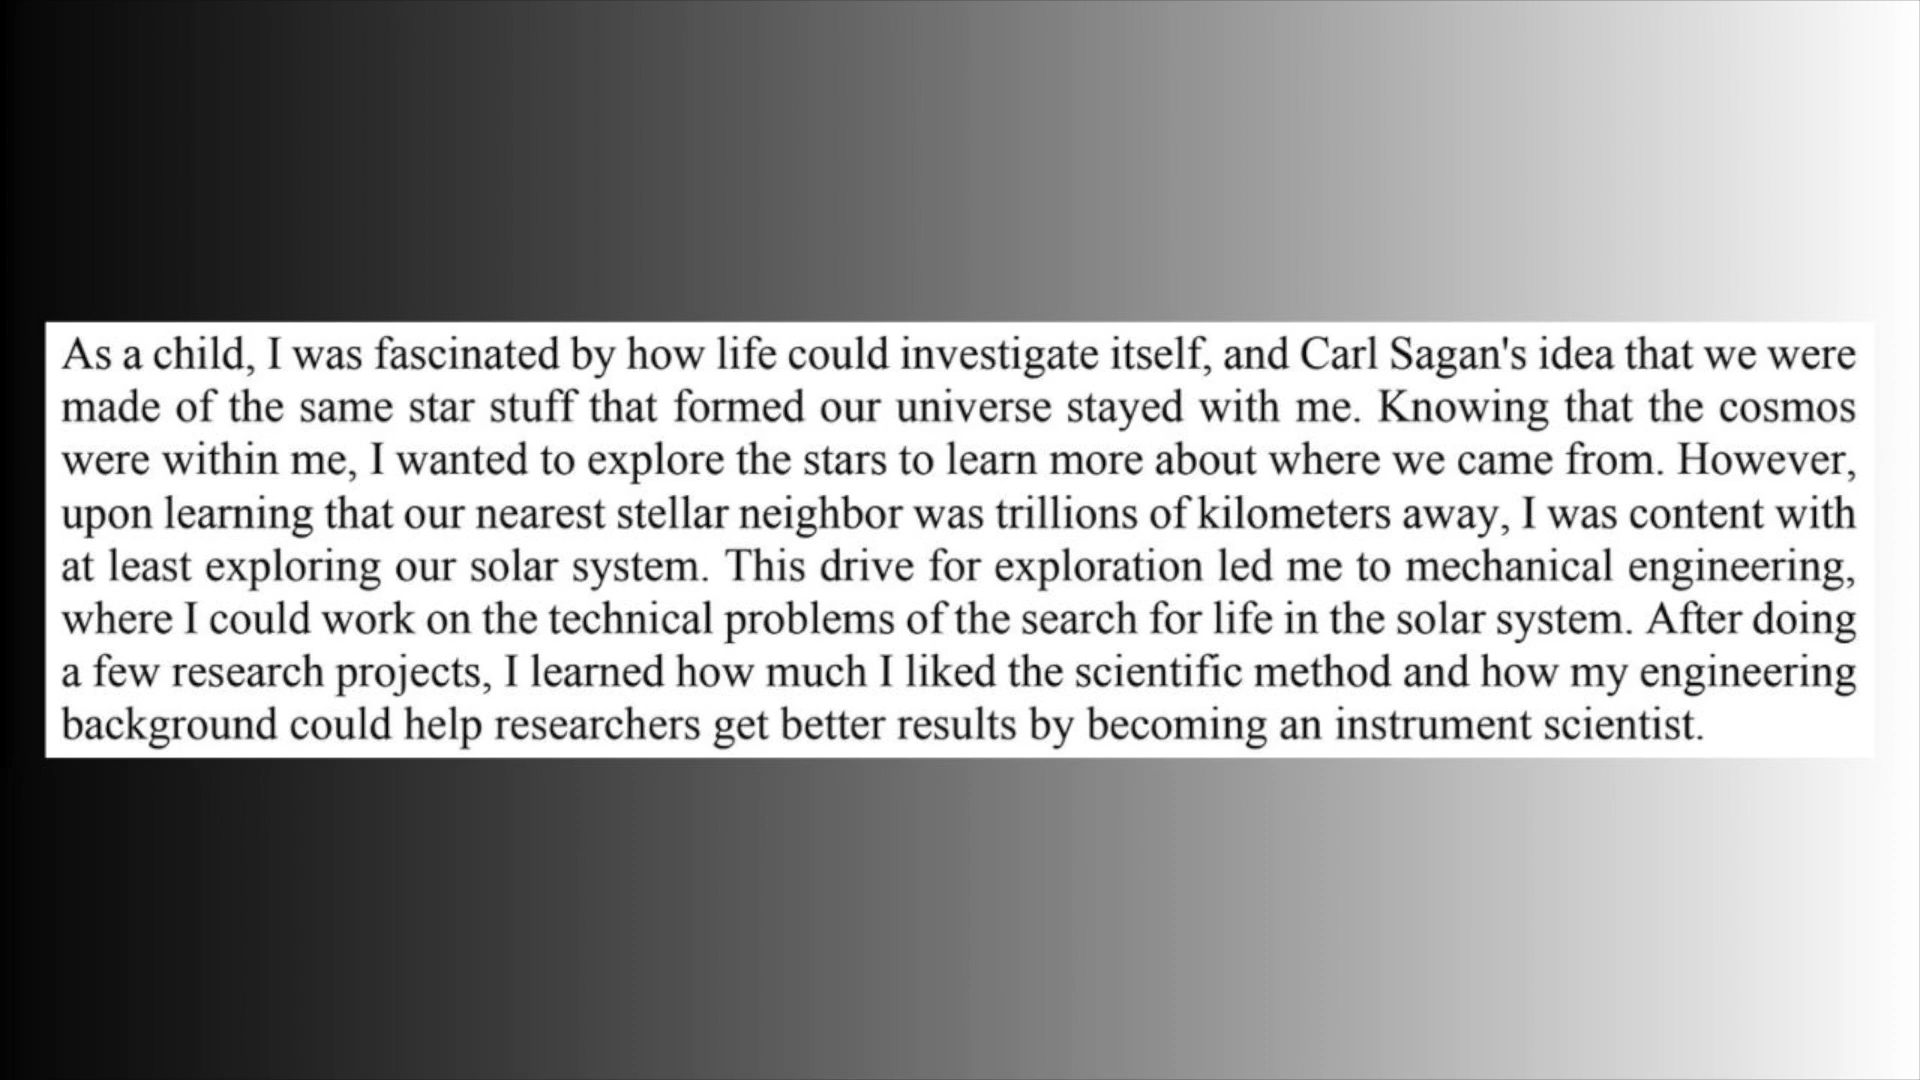 As a child, I was fascinated by how life could investigate itself, and Carl Sagan's idea that we were
made of the same star stuff that formed our universe stayed with me. Knowing that the cosmos
were within me, I wanted to explore the stars to learn more about where we came from. However,
upon learning that our nearest stellar neighbor was trillions of kilometers away, I was content with
at least exploring our solar system. This drive for exploration led me to mechanical engineering,
where I could work on the technical problems of the search for life in the solar system. After doing
a few research projects, I learned how much I liked the scientific method and how my engineering
background could help researchers get better results by becoming an instrument scientist.